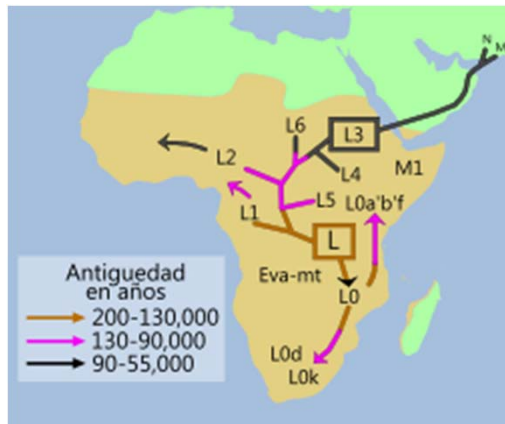 N
M
L6
L3
L2
L4
M1
L5
L0a'b'f
L1
L
Eva-mt
L0
L0d
L0k
Antiguedad
en años
200-130,000
130-90,000
90-55,000